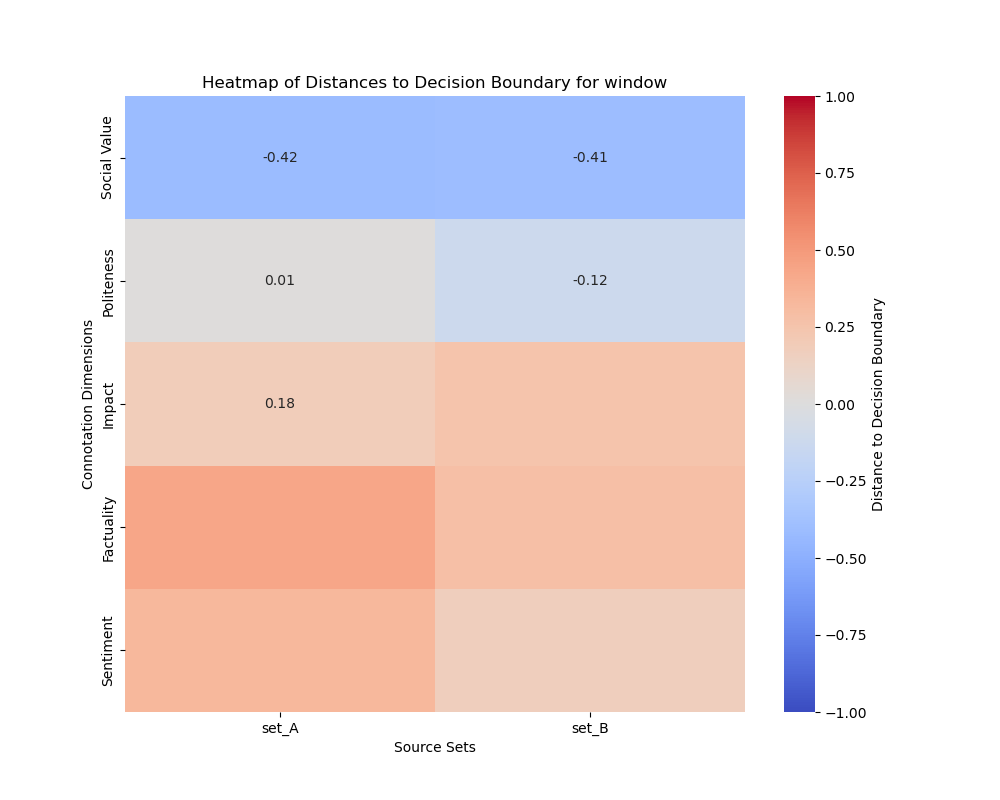 Heatmap of Distances to Decision Boundary for window
Connotation Dimensions
Social Value
-0.42
-0.41
Politeness
0.01
-0.12
Impact
0.18
Factuality
Sentiment
set_A
set_B
Source Sets
1.00
0.75
0.50
0.25
0.00
−0.25
−0.50
−0.75
−1.00
Distance to Decision Boundary